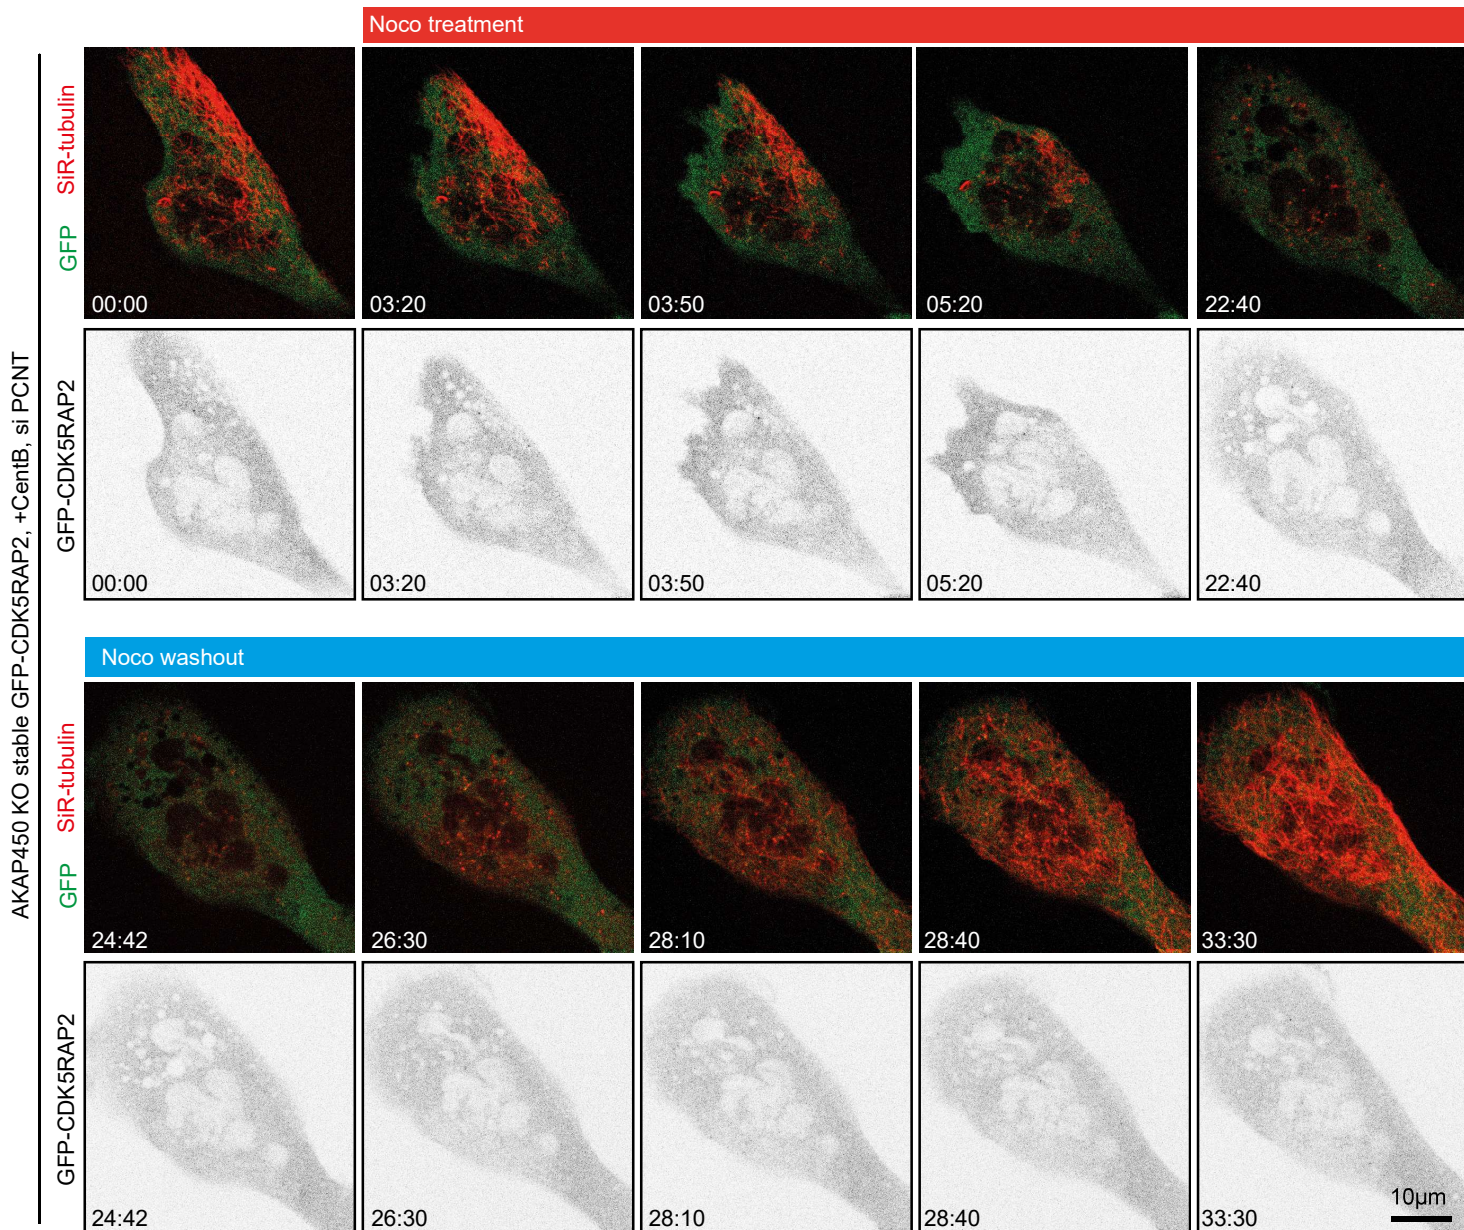 Noco treatment
AKAP450 KO stable GFP-CDK5RAP2, +CentB, si PCNT
GFP SiR-tubulin
00:00
03:20
03:50
05:20
22:40
GFP-CDK5RAP2
00:00
03:20
03:50
05:20
22:40
Noco washout
GFP SiR-tubulin
24:42
26:30
28:10
28:40
33:30
GFP-CDK5RAP2
24:42
26:30
28:10
28:40
33:30
10µm